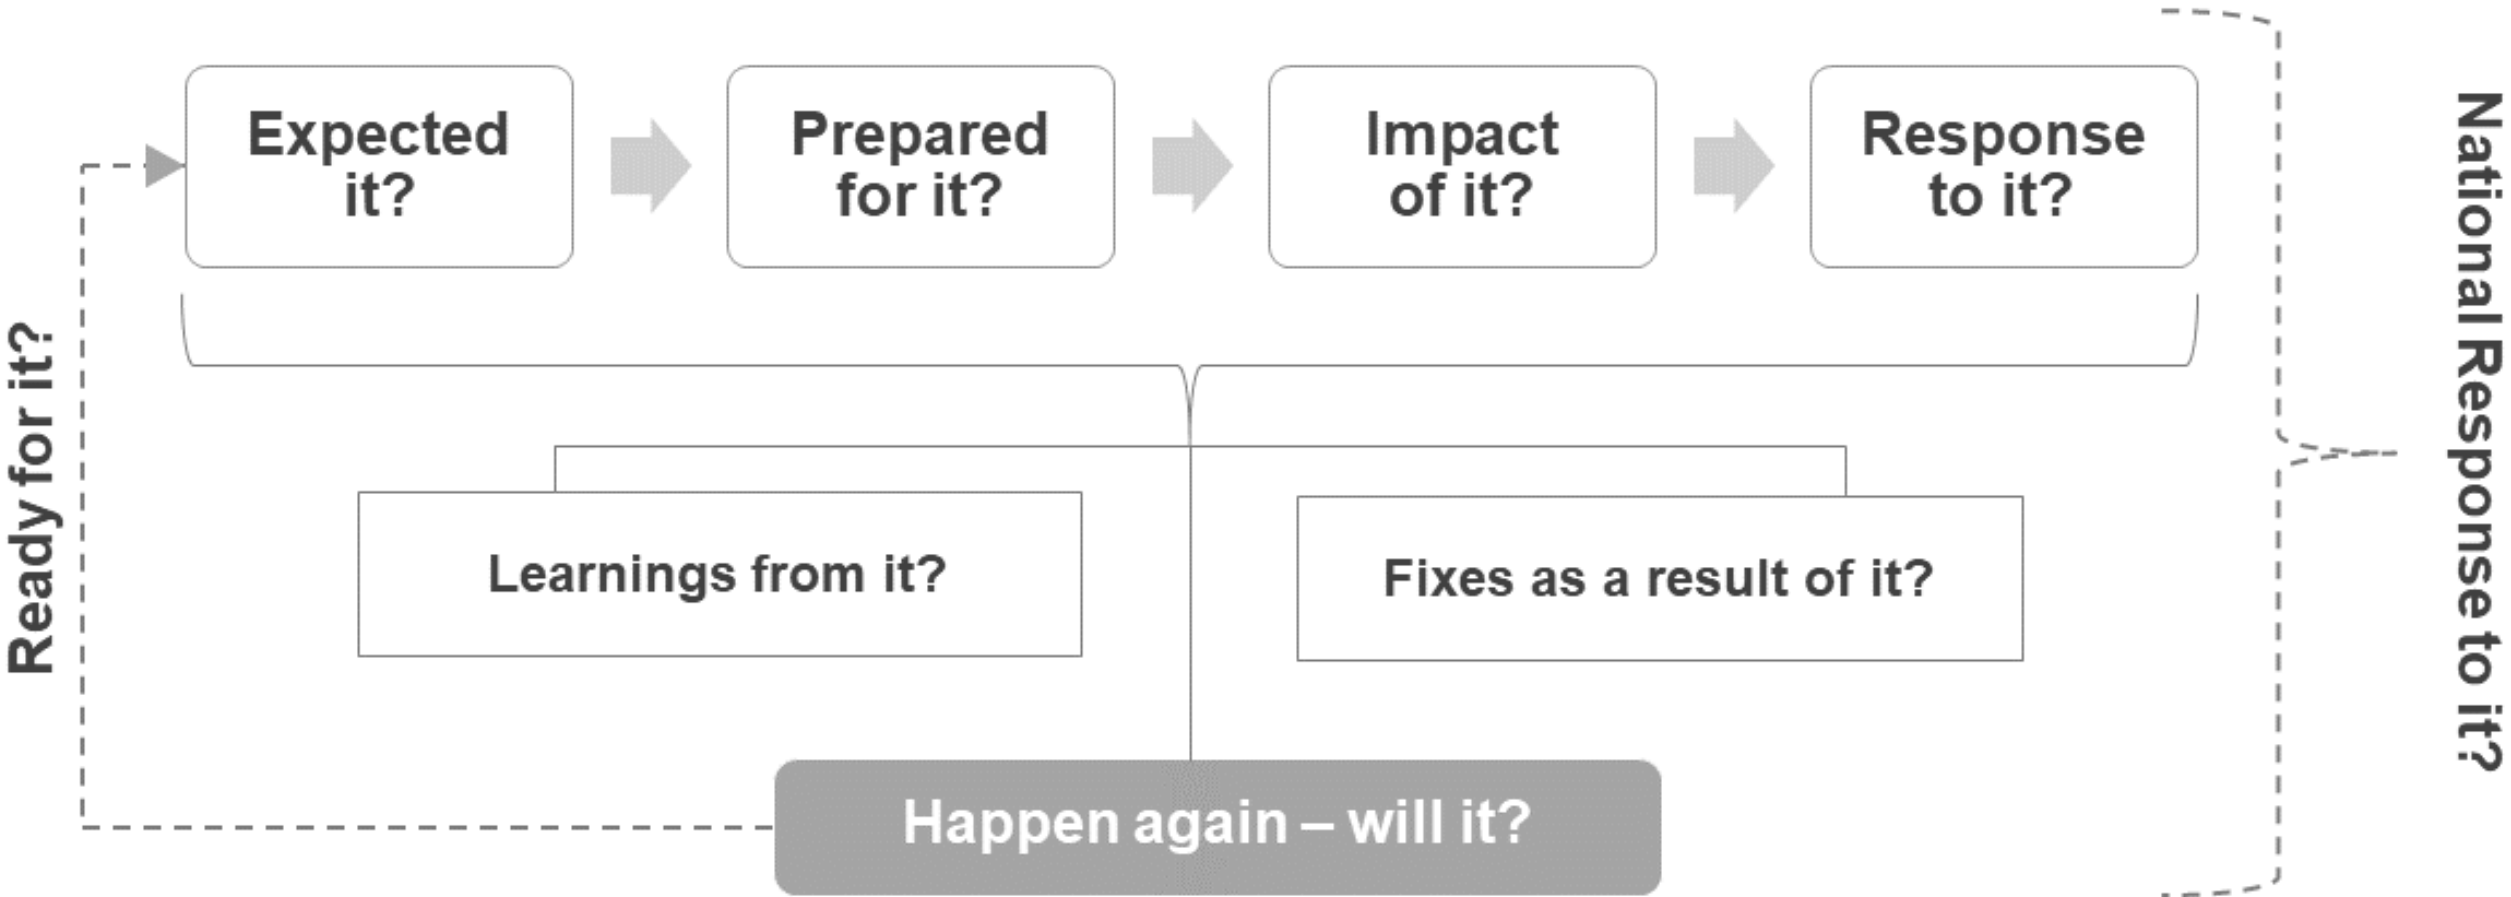 Expected
it?
Prepared
for it?
Impact
of it?
Response
to it?
Ready for it?
Learnings from it?
Fixes as a result of it?
Happen again – will it?
National Response to it?